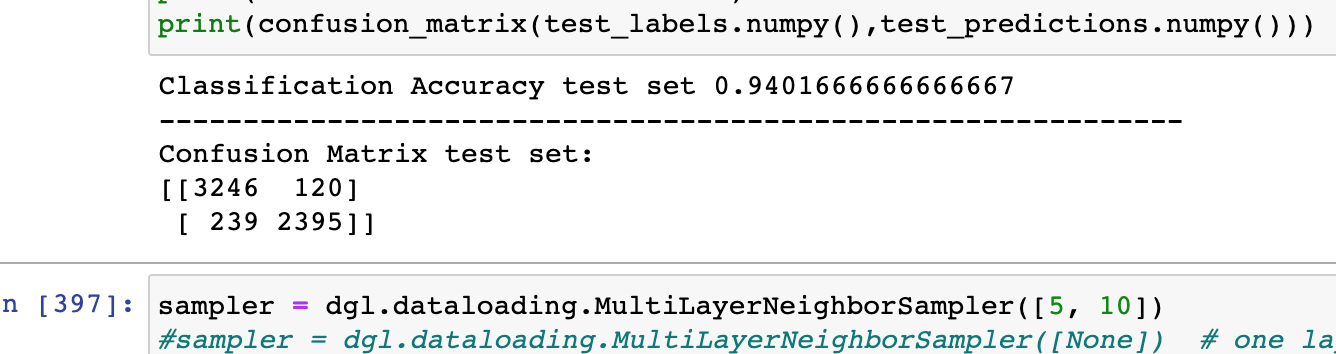 print(confusion_matrix(test_labels.numpy(),test_predictions.numpy()))
Classification Accuracy test set 0.9401666666666667
-------------------------------------------------------------
Confusion Matrix test set:
[[3246  120]
 [ 239 2395]]
n [397]: sampler = dgl.dataloading.MultiLayerNeighborSampler([5, 10])
#sampler = dgl.dataloading.MultiLayerNeighborSampler([None])  # one la